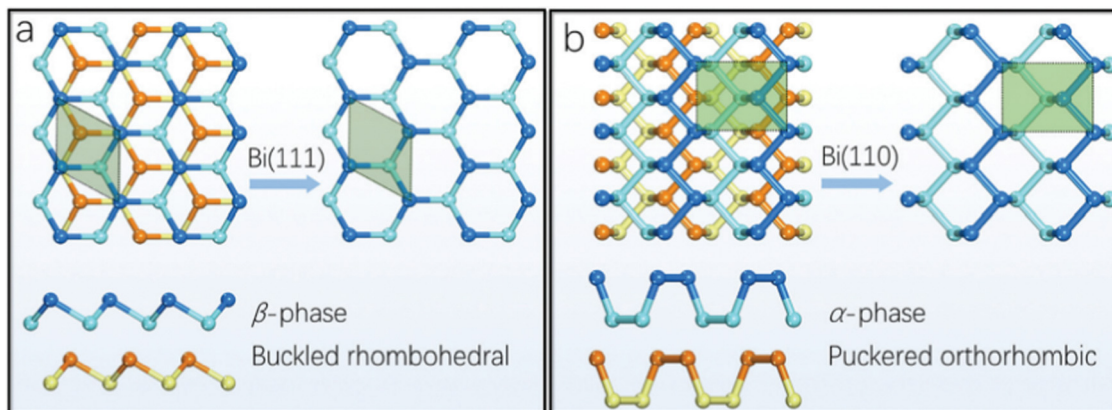 a
Bi(111)
β-phase
Buckled rhombohedral
b
Bi(110)
α-phase
Puckered orthorhombic